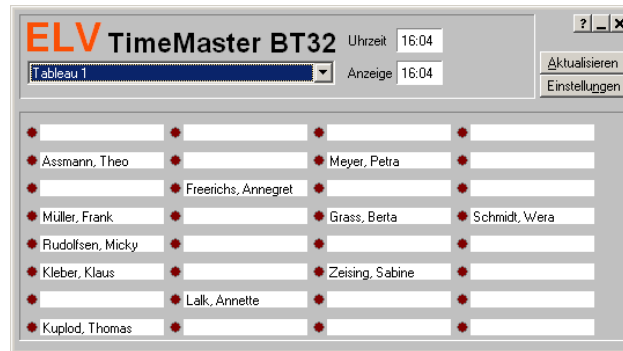 ELV TimeMaster BT32 Uhrzeit 16:04 ? _ X
Tableau 1 Anzeige 16:04 Aktualisieren
Einstellungen
Assmann, Theo Meyer, Petra
Freerichs, Annegret
Müller, Frank Grass, Berta Schmidt, Wera
Rudolfsen, Micky
Kleber, Klaus Zeising, Sabine
Lalk, Annette
Kuplod, Thomas